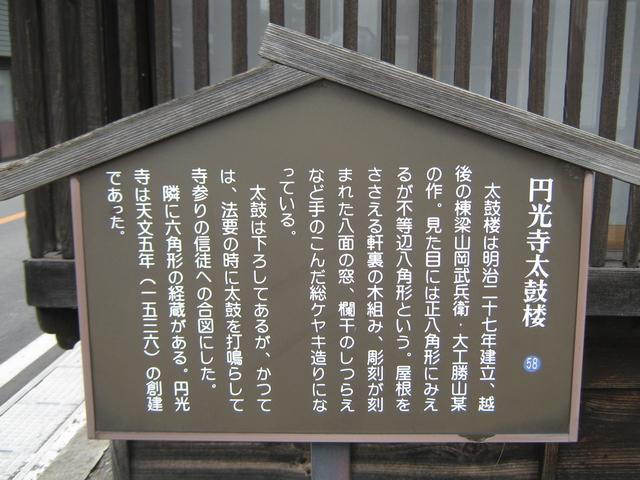 円光寺太鼓楼 58
太鼓楼は明治二十七年建立、越
後の棟梁山岡武兵衛・大工勝山某
の作。見た目には正八角形にみえ
るが不等辺八角形という。屋根を
ささえる軒裏の木組み、彫刻が刻
まれた八面の窓、欄干のしつらえ
など手のこんだ総ケヤキ造りにな
っている。
太鼓は下ろしてあるが、かつて
は、法要の時に太鼓を打鳴らして
寺参りの信徒への合図にした。
隣に六角形の経蔵がある。円光
寺は天文五年（一五三六）の創建
であった。